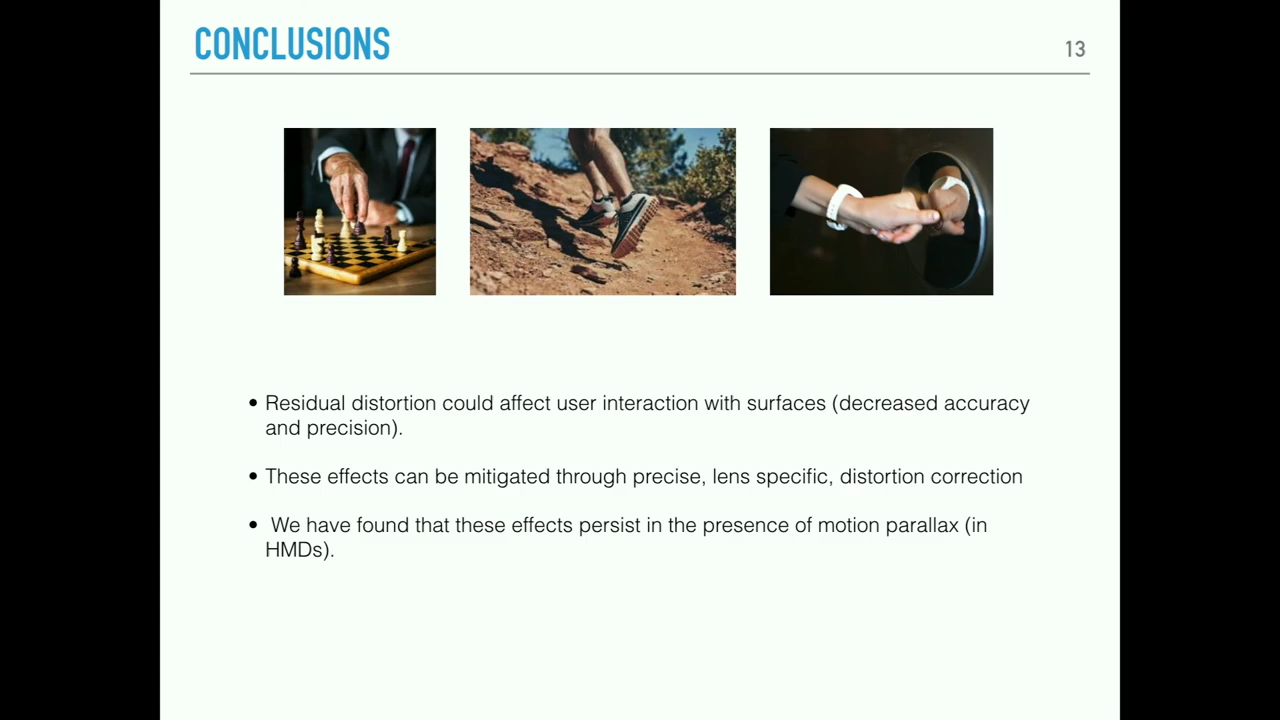 CONCLUSIONS
13
• Residual distortion could affect user interaction with surfaces (decreased accuracy
and precision).
• These effects can be mitigated through precise, lens specific, distortion correction
• We have found that these effects persist in the presence of motion parallax (in
HMDs).